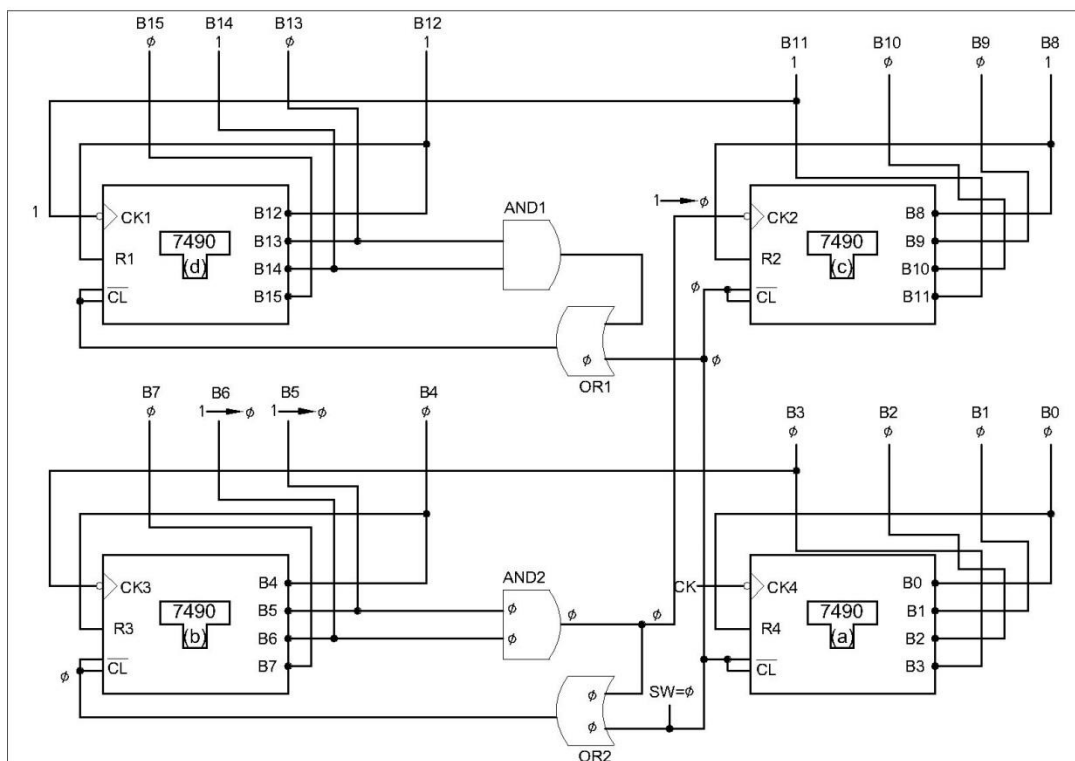 B15 B14 B13 B12 B11 B10 B9 B8
ϕ 1 ϕ 1 1 ϕ ϕ 1
1 CK1 7490 (d) B12 B13 B14 B15 R1 CL
AND1
ϕ OR1
1 ϕ CK2 7490 (c) B8 B9 B10 B11 R2 CL
ϕ
ϕ
B7 B6 B5 B4 B3 B2 B1 B0
ϕ 1 ϕ 1 ϕ ϕ ϕ ϕ ϕ ϕ
CK3 7490 (b) B4 B5 B6 B7 R3 CL
ϕ
AND2
ϕ ϕ ϕ ϕ
CK CK4 7490 (a) B0 B1 B2 B3 R4 CL
SW=ϕ
ϕ
ϕ
OR2